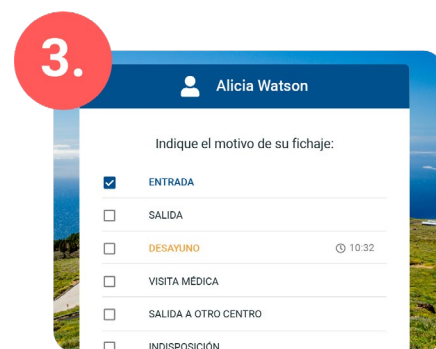 3.
Alicia Watson
Indique el motivo de su fichaje:
ENTRADA
SALIDA
DESAYUNO 10:32
VISITA MÉDICA
SALIDA A OTRO CENTRO
INDISPOSICIÓN